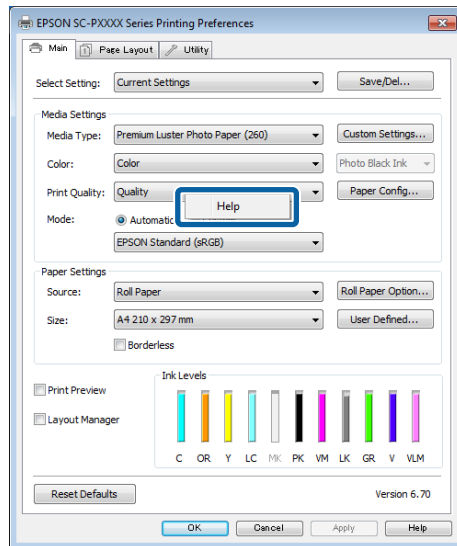 EPSON SC-PXXXX Series Printing Preferences
Main Page Layout Utility
Select Setting: Current Settings Save/Del...
Media Settings
Media Type: Premium Luster Photo Paper (260) Custom Settings...
Color: Color Photo Black Ink
Print Quality: Quality Paper Config...
Help
Mode: Automatic
EPSON Standard (sRGB)
Paper Settings
Source: Roll Paper Roll Paper Option...
Size: A4 210 x 297 mm User Defined...
Borderless
Ink Levels
Print Preview
Layout Manager
C OR Y LC MK PK VM LK GR V VLM
Reset Defaults Version 6.70
OK Cancel Apply Help